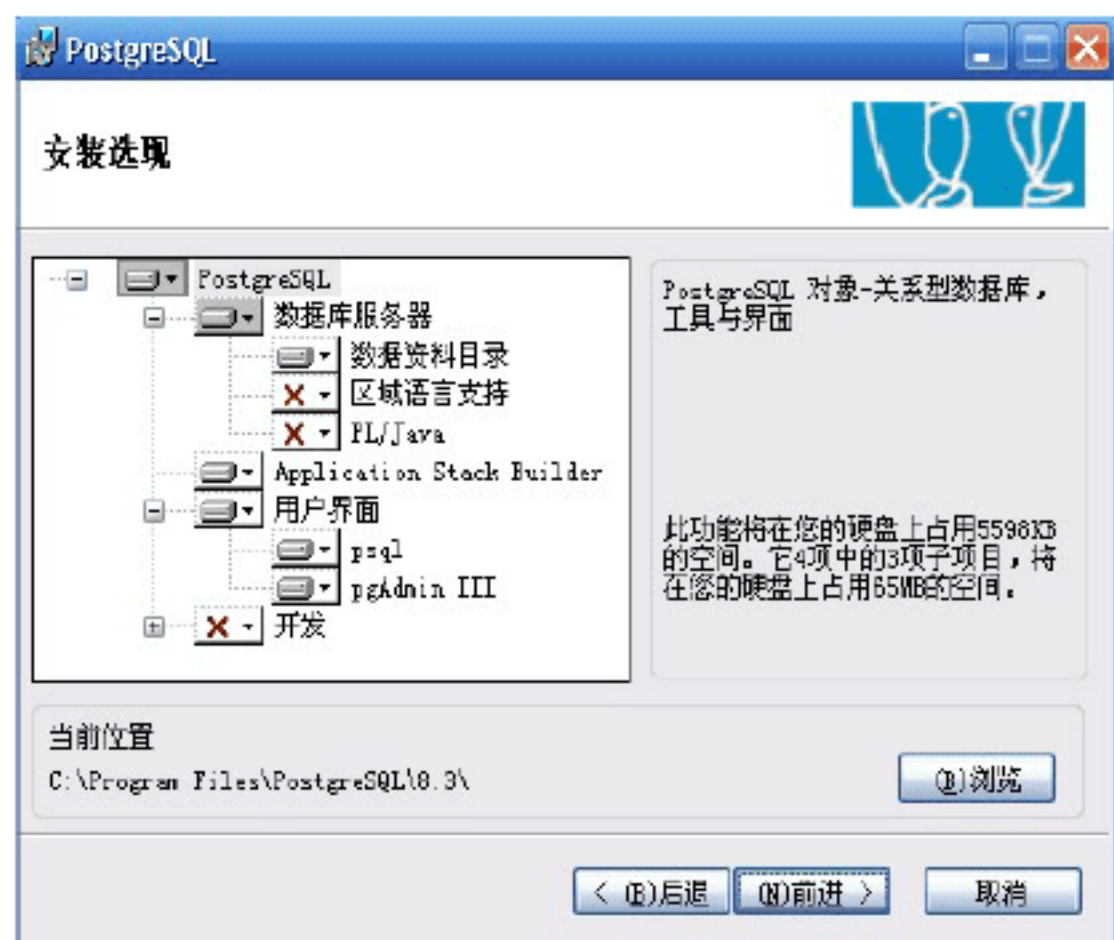 PostgreSQL
安装选现
PostgreSQL
数据库服务器
数据资料目录
区域语言支持
PL/Java
Application Stack Builder
用户界面
psql
pgAdmin III
开发
PostgreSQL 对象-关系型数据库,
工具与界面
此功能将在您的硬盘上占用5598KB
的空间。它4项中的3项子项目,将
在您的硬盘上占用65MB的空间。
当前位置
C:\Program Files\PostgreSQL\8.3\
(B)浏览
< (B)后退
(N)前进 >
取消